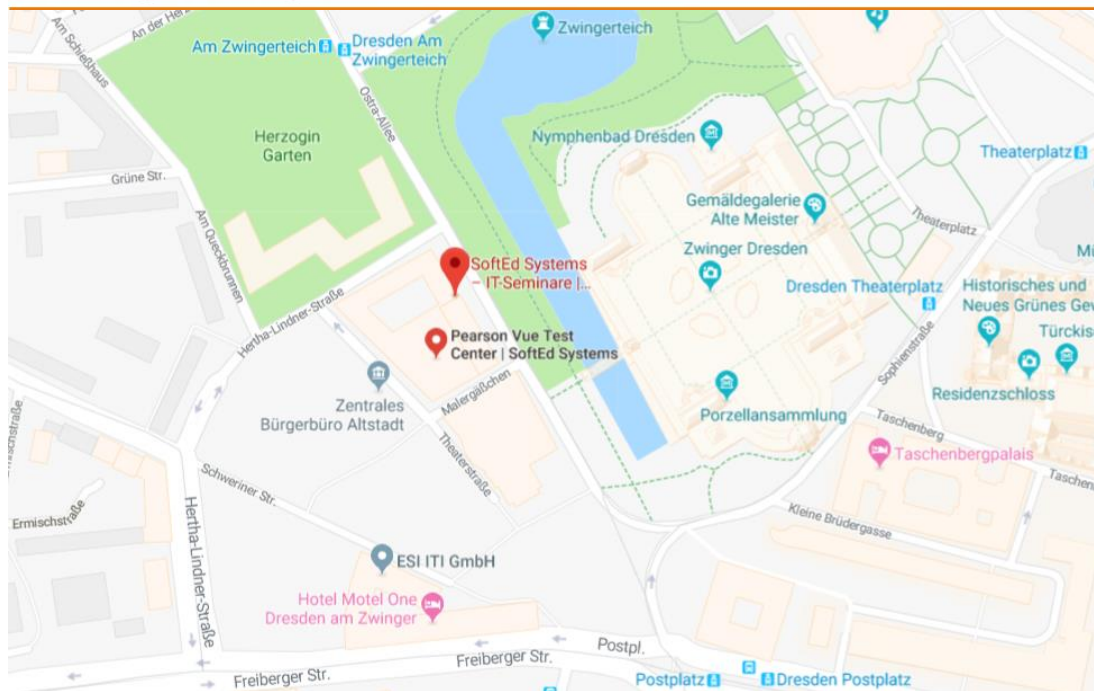 An der Herz
Am Schießhaus
Am Zwingerteich
Dresden Am
Zwingerteich
Zwingerteich
Ostra-Allee
Herzogin
Garten
Nymphenbad Dresden
Theaterplatz
Grüne Str.
Gemäldegalerie
Alte Meister
Theaterplatz
Am Queckbrunnen
Zwinger Dresden
SoftEd Systems
– IT-Seminare |...
Dresden Theaterplatz
Historisches und
Neues Grünes Gew
Türckis
Hertha-Lindner-Straße
Pearson Vue Test
Center | SoftEd Systems
Sophienstraße
Residenzschloss
Malergäßchen
Zentrales
Bürgerbüro Altstadt
Porzellansammlung
Taschenberg
Taschenbergpalais
Theaterstraße
Schweriner Str.
Taschen
Ermischstraße
Kleine Brüdergasse
Hertha-Lindner-Straße
ESI ITI GmbH
Hotel Motel One
Dresden am Zwinger
Postpl.
Freiberger Str.
Freiberger Str.
Postplatz
Dresden Postplatz